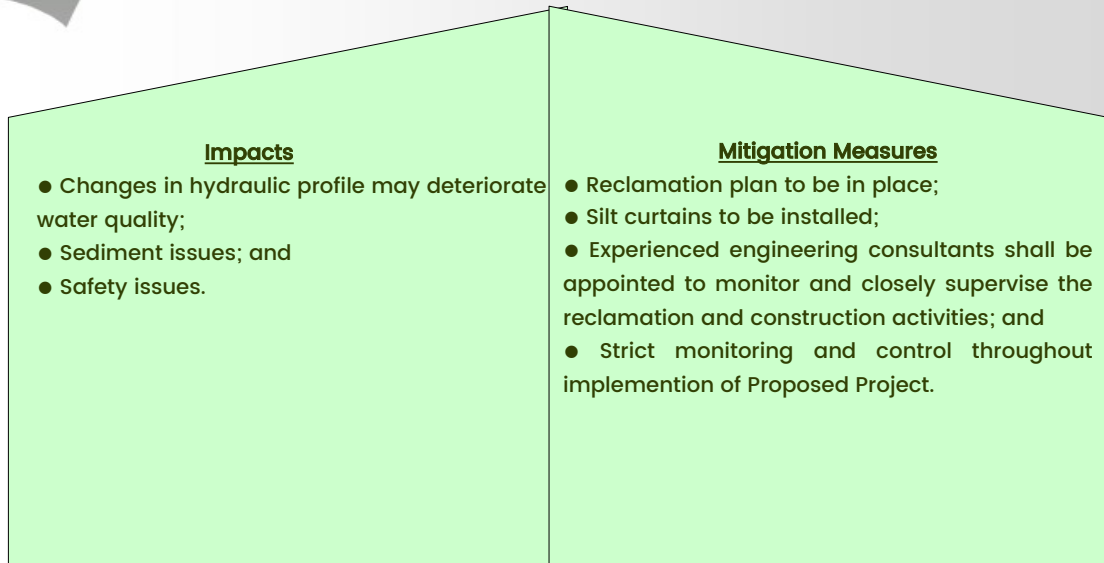 Impacts
● Changes in hydraulic profile may deteriorate
water quality;
● Sediment issues; and
● Safety issues.
Mitigation Measures
● Reclamation plan to be in place;
● Silt curtains to be installed;
● Experienced engineering consultants shall be
appointed to monitor and closely supervise the
reclamation and construction activities; and
● Strict monitoring and control throughout
implemention of Proposed Project.